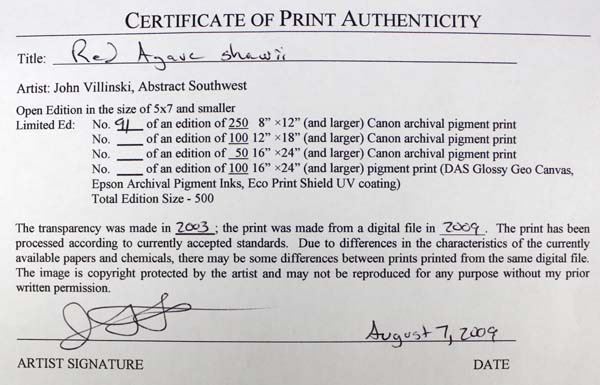 CERTIFICATE OF PRINT AUTHENTICITY
Title: Red Agave shawii
Artist: John Villinski, Abstract Southwest
Open Edition in the size of 5x7 and smaller
Limited Ed: No. 91 of an edition of 250 8” ×12” (and larger) Canon archival pigment print
No. ___ of an edition of 100 12” ×18” (and larger) Canon archival pigment print
No. ___ of an edition of 50 16” ×24” (and larger) Canon archival pigment print
No. ___ of an edition of 100 16” ×24” (and larger) pigment print (DAS Glossy Geo Canvas,
Epson Archival Pigment Inks, Eco Print Shield UV coating)
Total Edition Size - 500
The transparency was made in 2003; the print was made from a digital file in 2009. The print has been
processed according to currently accepted standards. Due to differences in the characteristics of the currently
available papers and chemicals, there may be some differences between prints printed from the same digital file.
The image is copyright protected by the artist and may not be reproduced for any purpose without my prior
written permission.
August 7, 2009
ARTIST SIGNATURE DATE